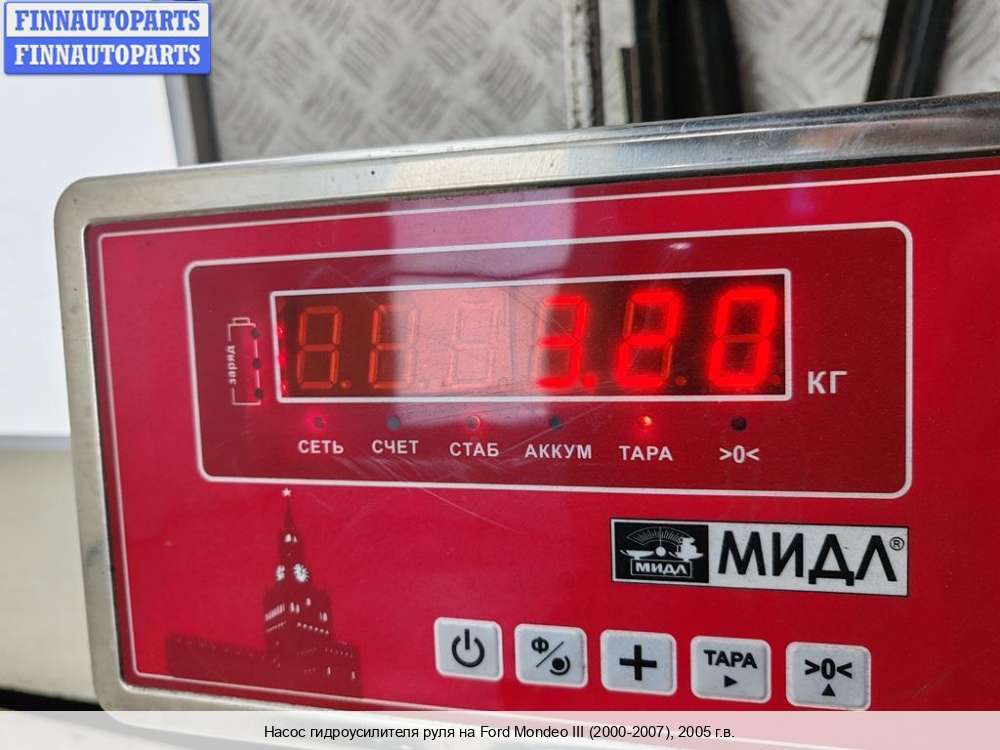 FINNAUTOPARTS
FINNAUTOPARTS
заряд
3.20
КГ
СЕТЬ СЧЕТ СТАБ АККУМ ТАРА >0<
МИДЛ
МИДЛ®
Ф
ТАРА
>0<
Насос гидроусилителя руля на Ford Mondeo III (2000-2007), 2005 г.в.